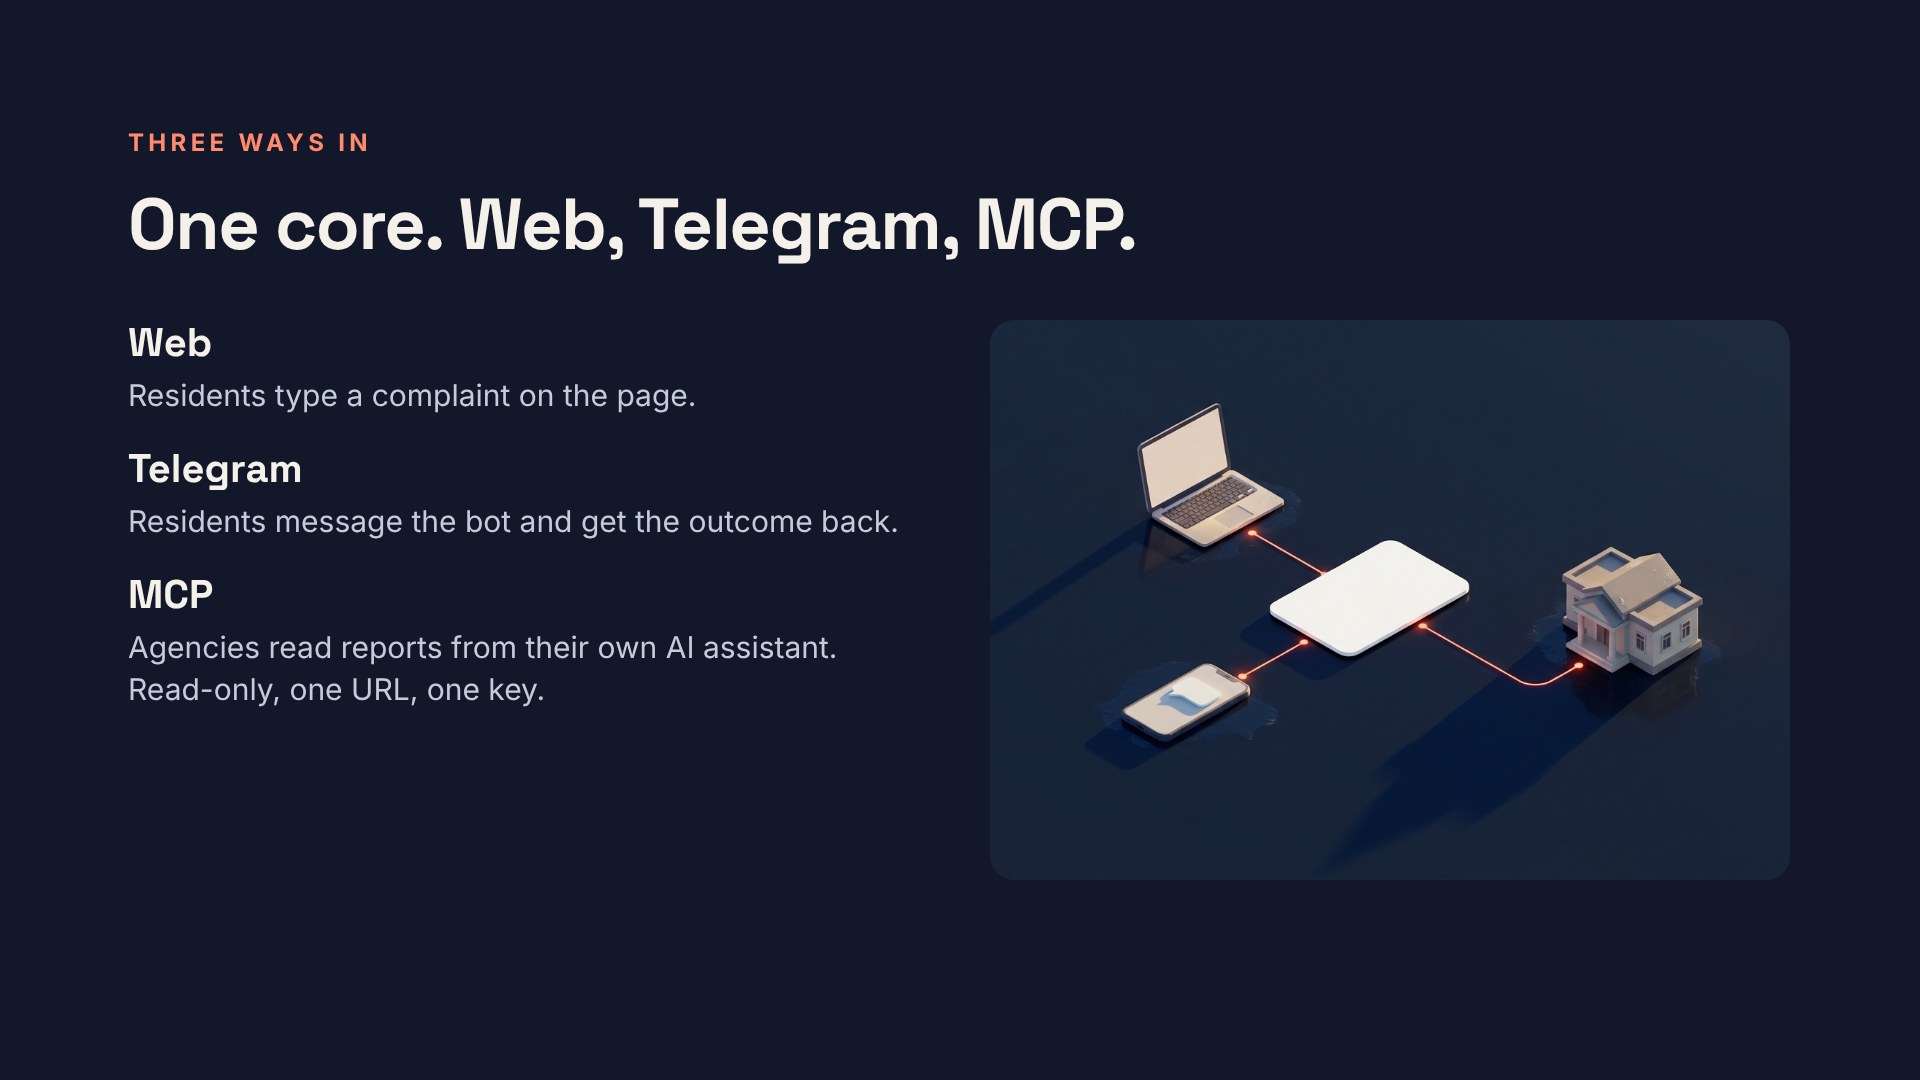 THREE WAYS IN
One core. Web, Telegram, MCP.
Web
Residents type a complaint on the page.
Telegram
Residents message the bot and get the outcome back.
MCP
Agencies read reports from their own AI assistant.
Read-only, one URL, one key.